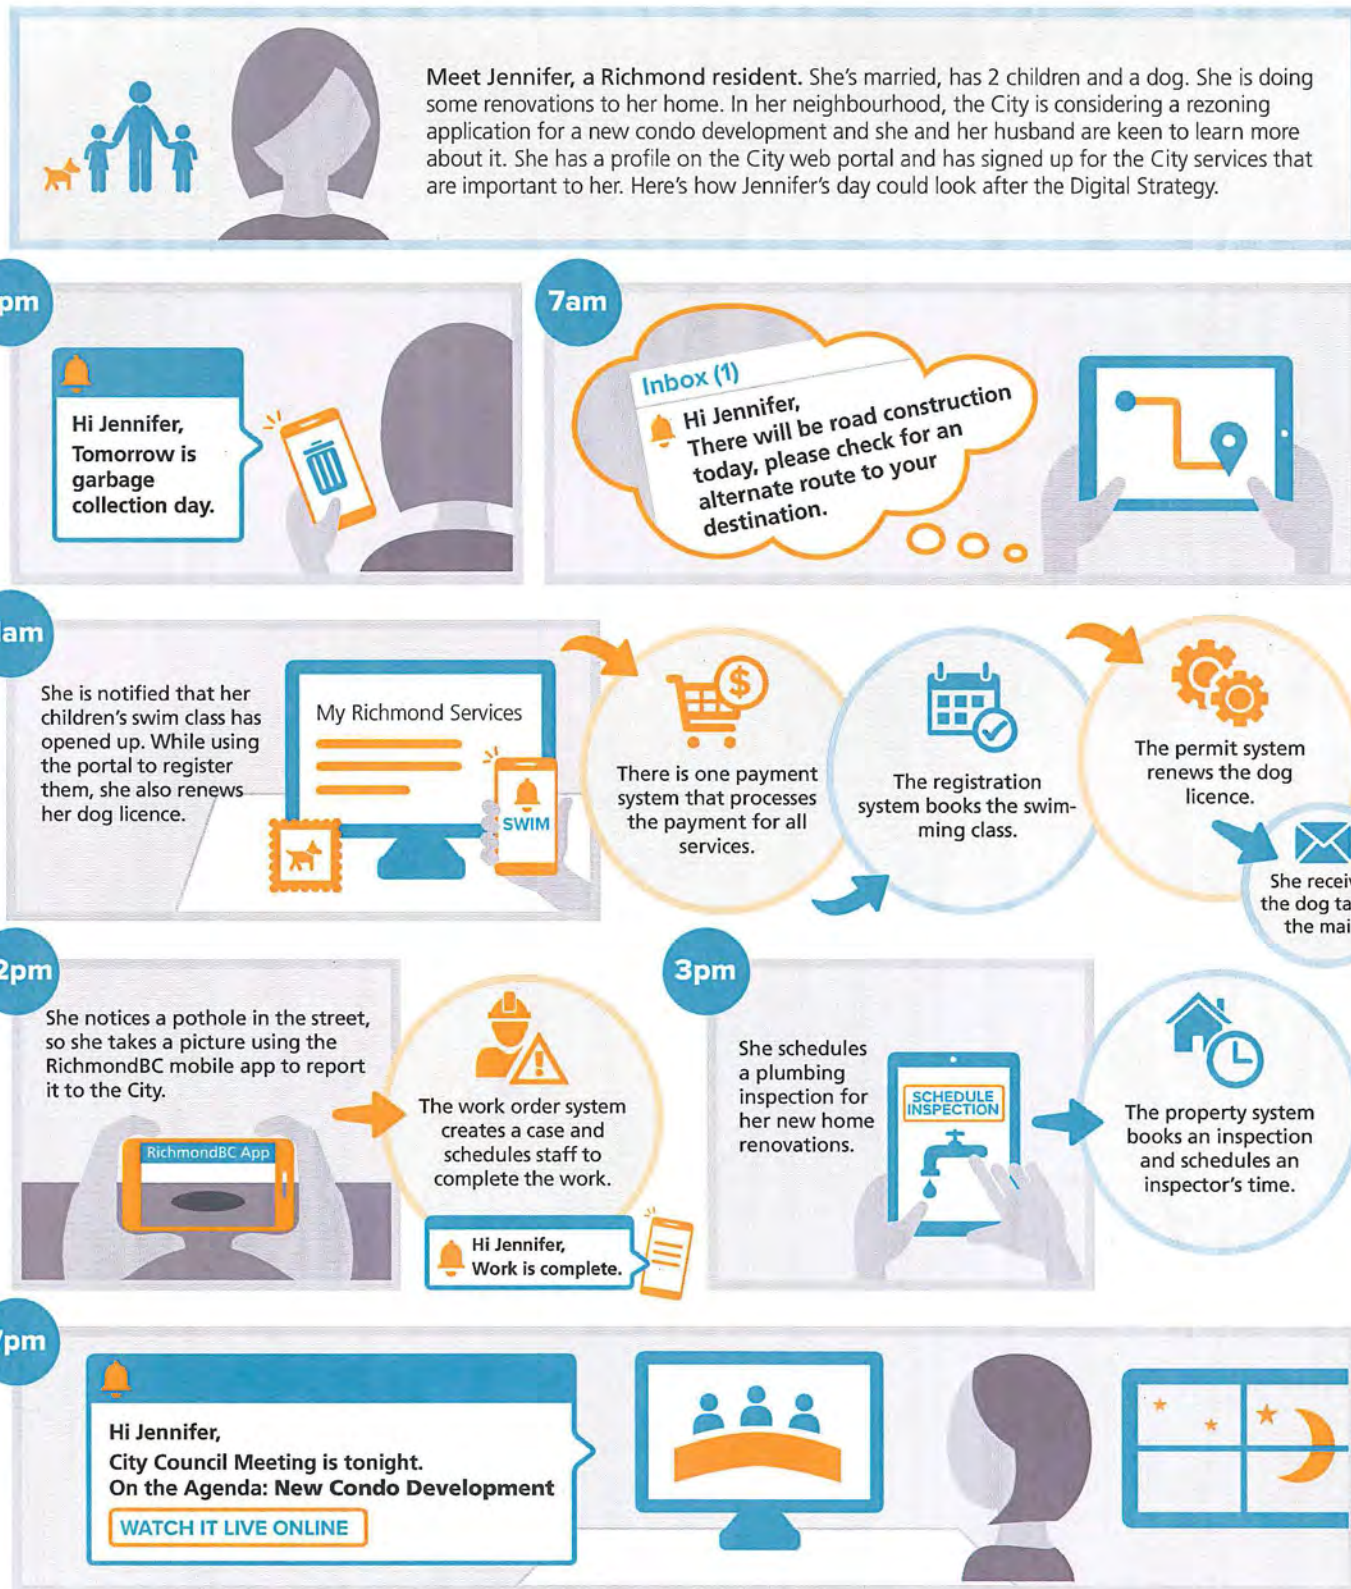 Meet Jennifer, a Richmond resident. She's married, has 2 children and a dog. She is doing
some renovations to her home. In her neighbourhood, the City is considering a rezoning
application for a new condo development and she and her husband are keen to learn more
about it. She has a profile on the City web portal and has signed up for the City services that
are important to her. Here's how Jennifer's day could look after the Digital Strategy.
pm
Hi Jennifer,
Tomorrow is
garbage
collection day.
7am
Inbox (1)
Hi Jennifer,
There will be road construction
today, please check for an
alternate route to your
destination.
am
She is notified that her
children's swim class has
opened up. While using
the portal to register
them, she also renews
her dog licence.
My Richmond Services
SWIM
There is one payment
system that processes
the payment for all
services.
The registration
system books the swim-
ming class.
The permit system
renews the dog
licence.
She
the dog
the
2pm
She notices a pothole in the street,
so she takes a picture using the
RichmondBC mobile app to report
it to the City.
RichmondBC App
The work order system
creates a case and
schedules staff to
complete the work.
Hi Jennifer,
Work is complete.
3pm
She schedules
a plumbing
inspection for
her new home
renovations.
SCHEDULE
INSPECTION
The property system
books an inspection
and schedules an
inspector's time.
7pm
Hi Jennifer,
City Council Meeting is tonight.
On the Agenda: New Condo Development
WATCH IT LIVE ONLINE